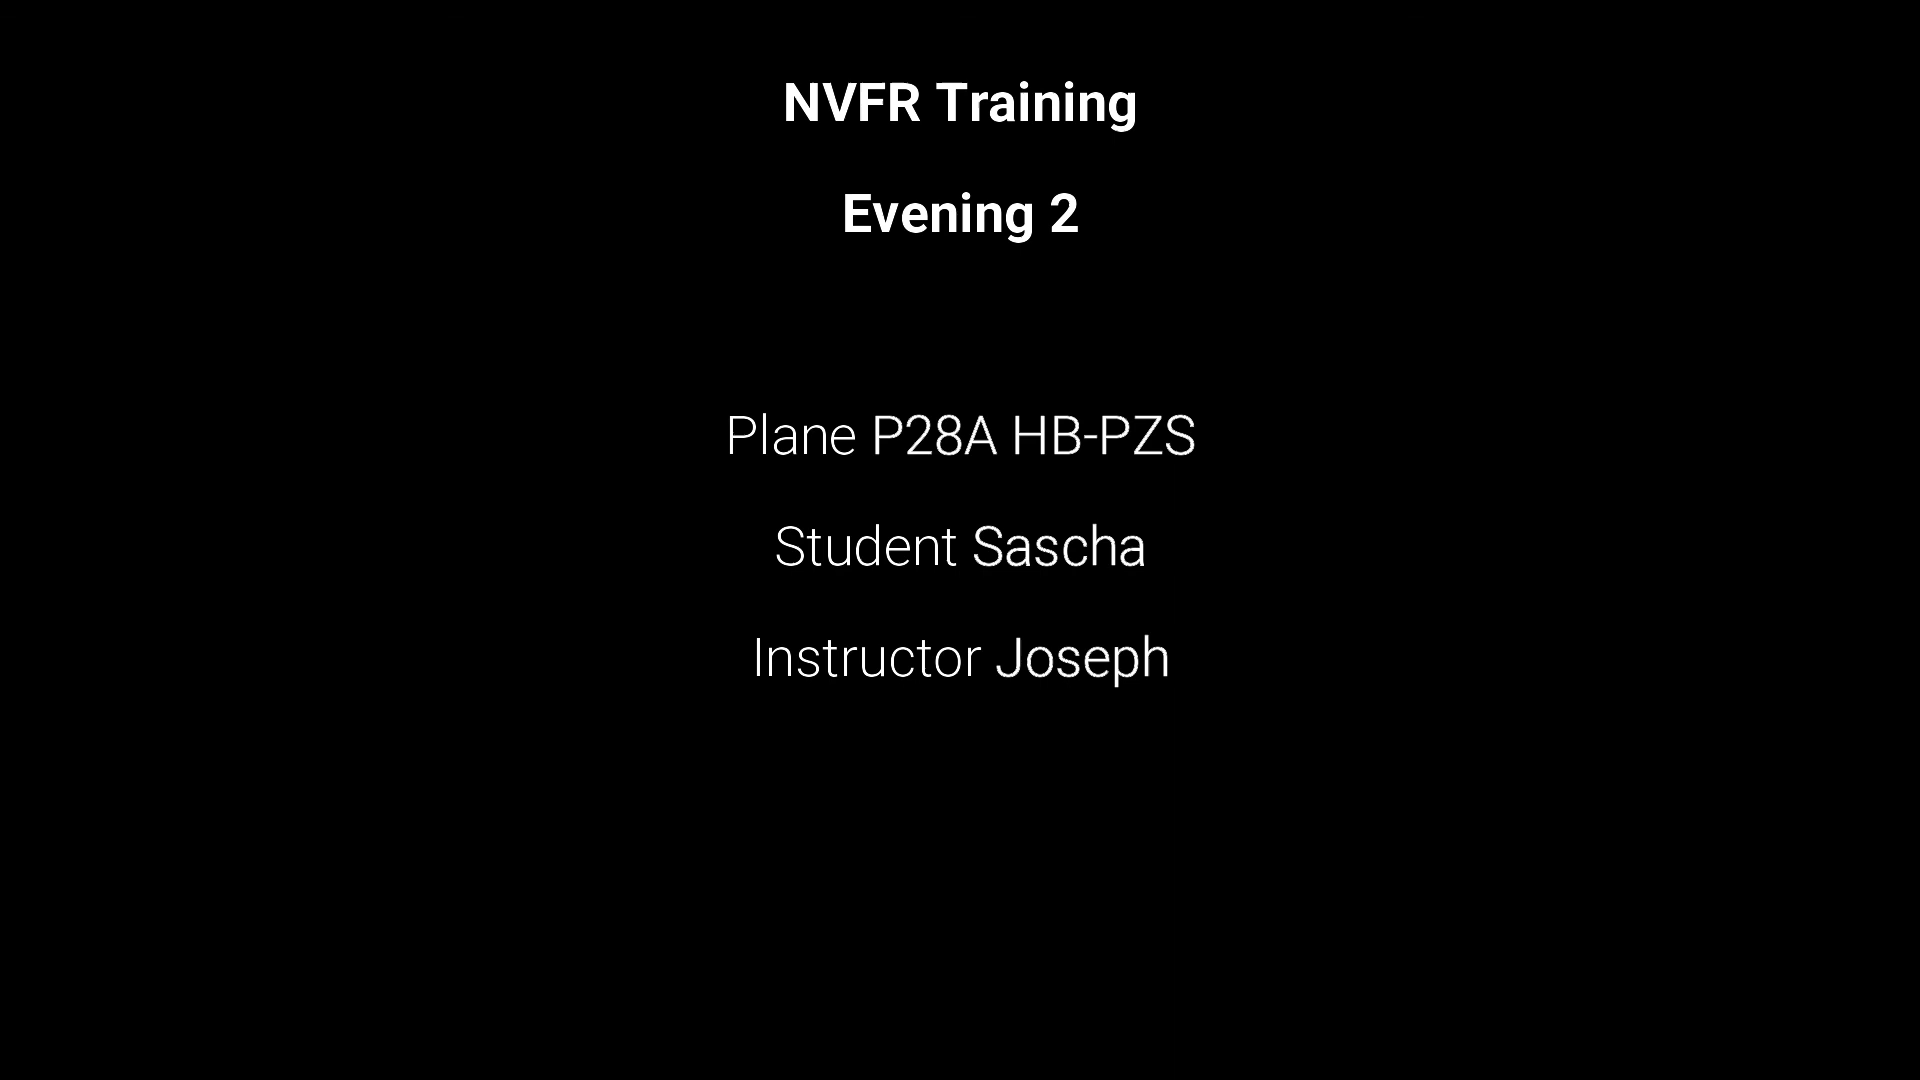 NVFR Training
Evening 2
Plane P28A HB-PZS
Student Sascha
Instructor Joseph